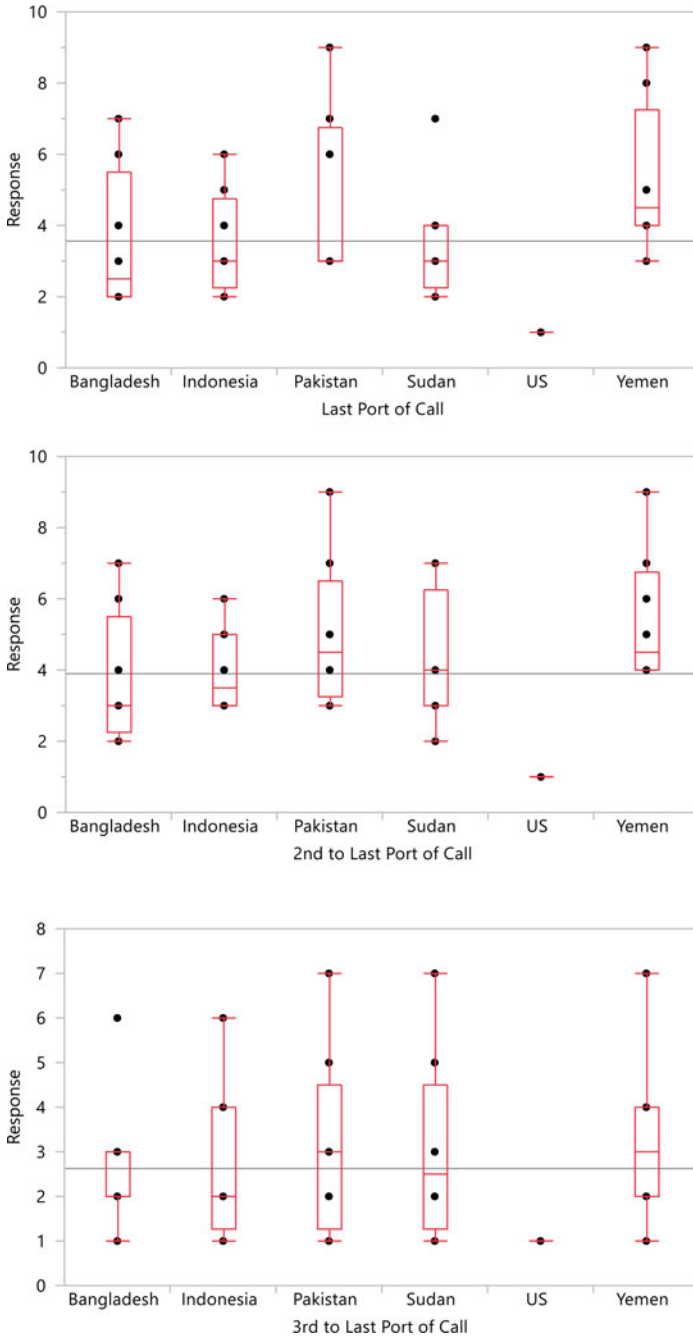 10
8
6
4
2
0
Response
Bangladesh Indonesia Pakistan Sudan US Yemen
Last Port of Call
10
8
6
4
2
0
Response
Bangladesh Indonesia Pakistan Sudan US Yemen
2nd to Last Port of Call
8
7
6
5
4
3
2
1
0
Response
Bangladesh Indonesia Pakistan Sudan US Yemen
3rd to Last Port of Call